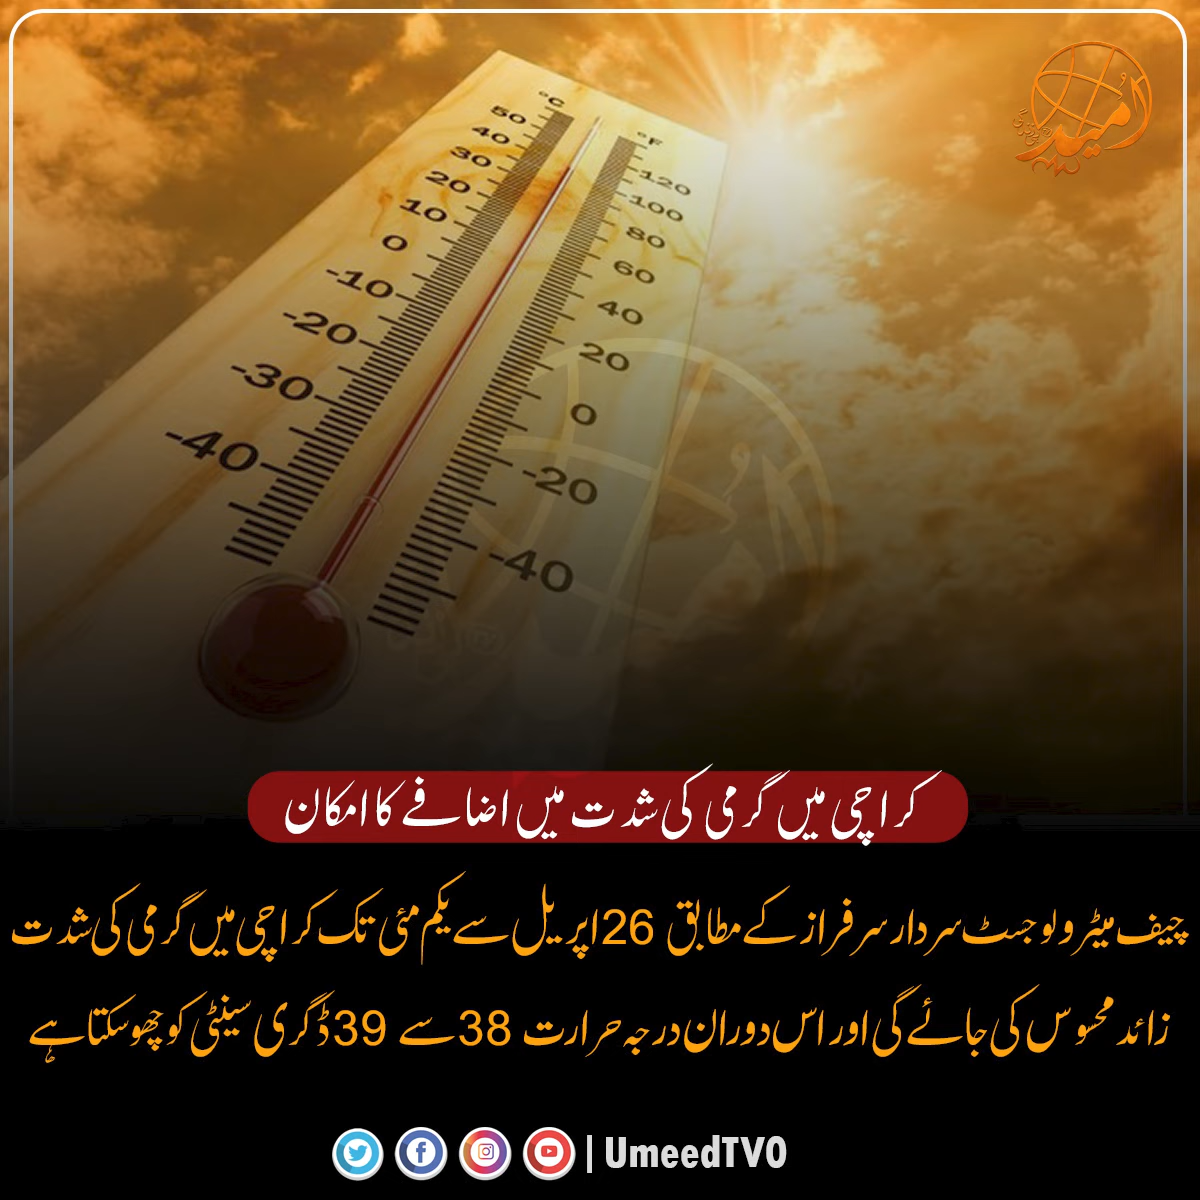 امید
°C
°F
50
40
30
20
10
0
-10
-20
-30
-40
120
100
80
60
40
20
0
-20
-40
کراچی میں گرمی کی شدت میں اضافے کا امکان
چیف میٹرولوجسٹ سردار سرفراز کے مطابق 26 اپریل سے یکم مئی تک کراچی میں گرمی کی شدت
زائد محسوس کی جائے گی اور اس دوران درجہ حرارت 38 سے 39 ڈگری سینٹی کو چھو سکتا ہے
| UmeedTVO